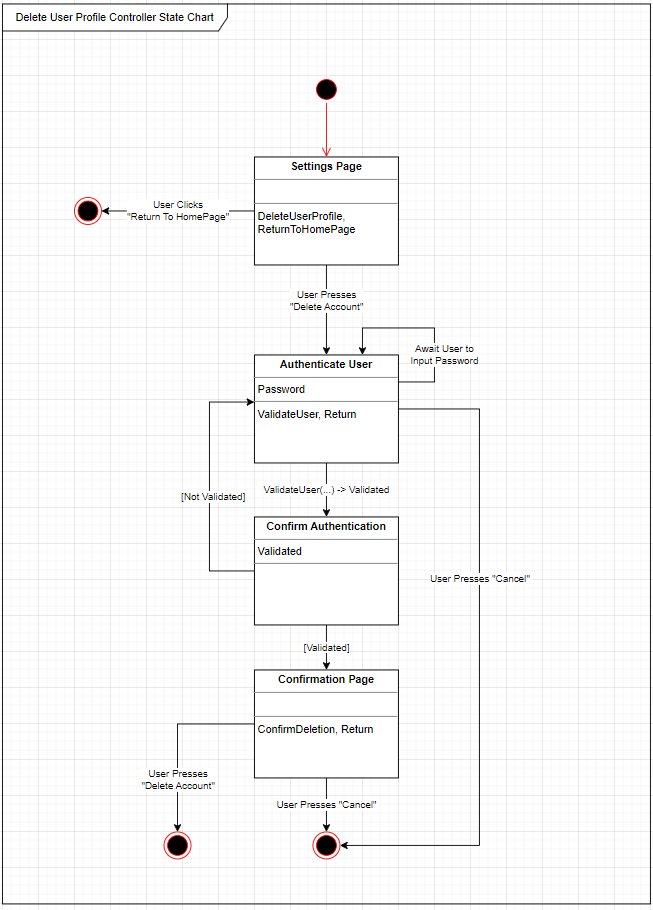 Delete User Profile Controller State Chart
Settings Page
User Clicks
"Return To HomePage"
DeleteUserProfile,
ReturnToHomePage
User Presses
"Delete Account"
Await User to
Input Password
Authenticate User
Password
ValidateUser, Return
[Not Validated]
ValidateUser(...) -> Validated
Confirm Authentication
Validated
User Presses "Cancel"
[Validated]
Confirmation Page
ConfirmDeletion, Return
User Presses
"Delete Account"
User Presses "Cancel"